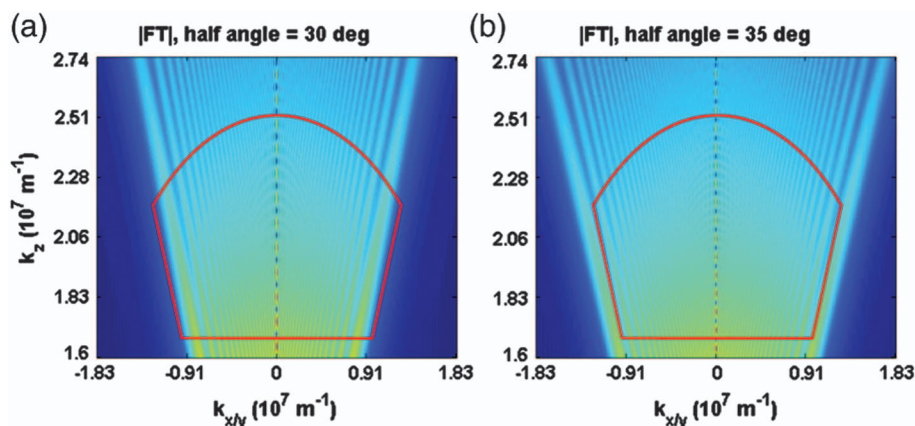 (a)
|FT|, half angle = 30 deg
2.74
2.51
2.28
2.06
1.83
1.6
k_z (10^7 m^-1)
-1.83 -0.91 0 0.91 1.83
k_x/y (10^7 m^-1)
(b)
|FT|, half angle = 35 deg
2.74
2.51
2.28
2.06
1.83
1.6
-1.83 -0.91 0 0.91 1.83
k_x/y (10^7 m^-1)